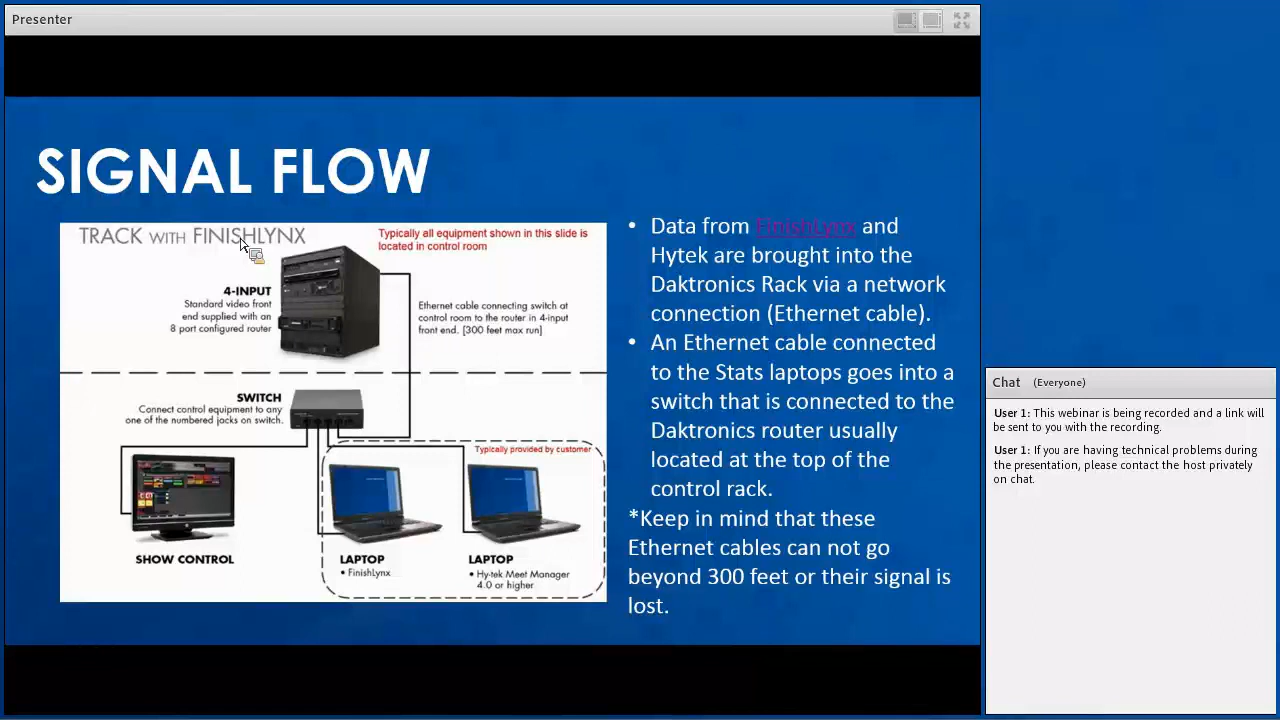 Presenter
SIGNAL FLOW
TRACK WITH FINISHLYNX
Typically all equipment shown in this slide is
located in control room
4-INPUT
Standard video front
end supplied with an
8 port configured router
Ethernet cable connecting switch at
control room to the router in 4-input
front end. [300 feet max run]
SWITCH
Connect control equipment to any
one of the numbered jacks on switch.
Typically provided by customer
SHOW CONTROL
LAPTOP
• FinishLynx
LAPTOP
• Hy-tek Meet Manager
4.0 or higher
• Data from FinishLynx and
Hytek are brought into the
Daktronics Rack via a network
connection (Ethernet cable).
• An Ethernet cable connected
to the Stats laptops goes into a
switch that is connected to the
Daktronics router usually
located at the top of the
control rack.
*Keep in mind that these
Ethernet cables can not go
beyond 300 feet or their signal is
lost.
Chat (Everyone)
User 1: This webinar is being recorded and a link will
be sent to you with the recording.
User 1: If you are having technical problems during
the presentation, please contact the host privately
on chat.